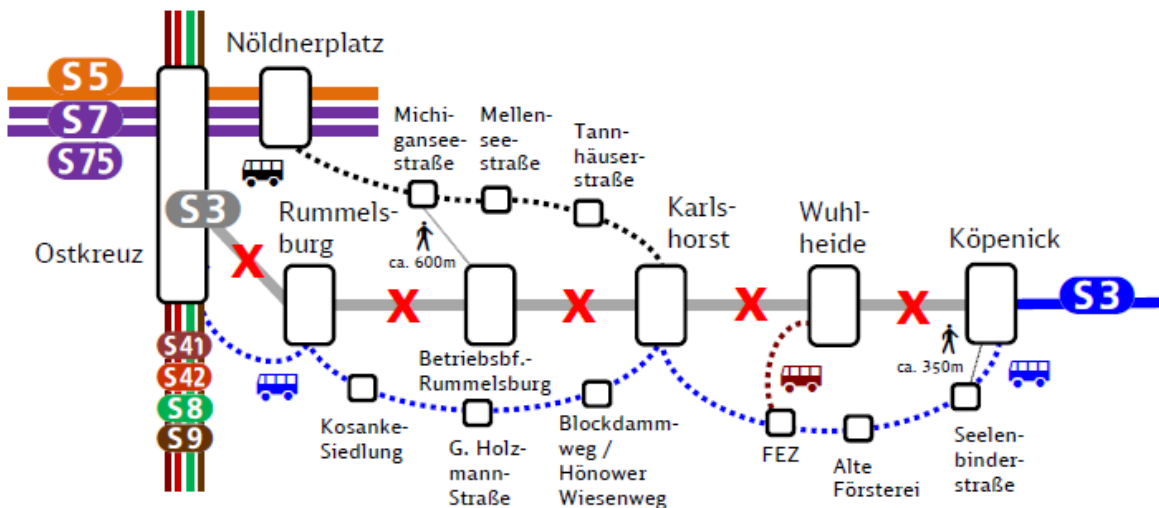 Nöldnerplatz
S5
S7
S75
Michi-
gansee-
straße
Mellen-
see-
straße
Tann-
häuser-
straße
S3
Rummels-
burg
ca. 600m
Karls-
horst
Wuhl-
heide
Köpenick
Ostkreuz
X
X
X
X
X
S3
S41
S42
S8
S9
Betriebsbf.-
Rummelsburg
ca. 350m
Kosanke-
Siedlung
G. Holz-
mann-
Straße
Blockdamm-
weg /
Hönower
Wiesenweg
FEZ
Alte
Försterei
Seelen-
binder-
straße